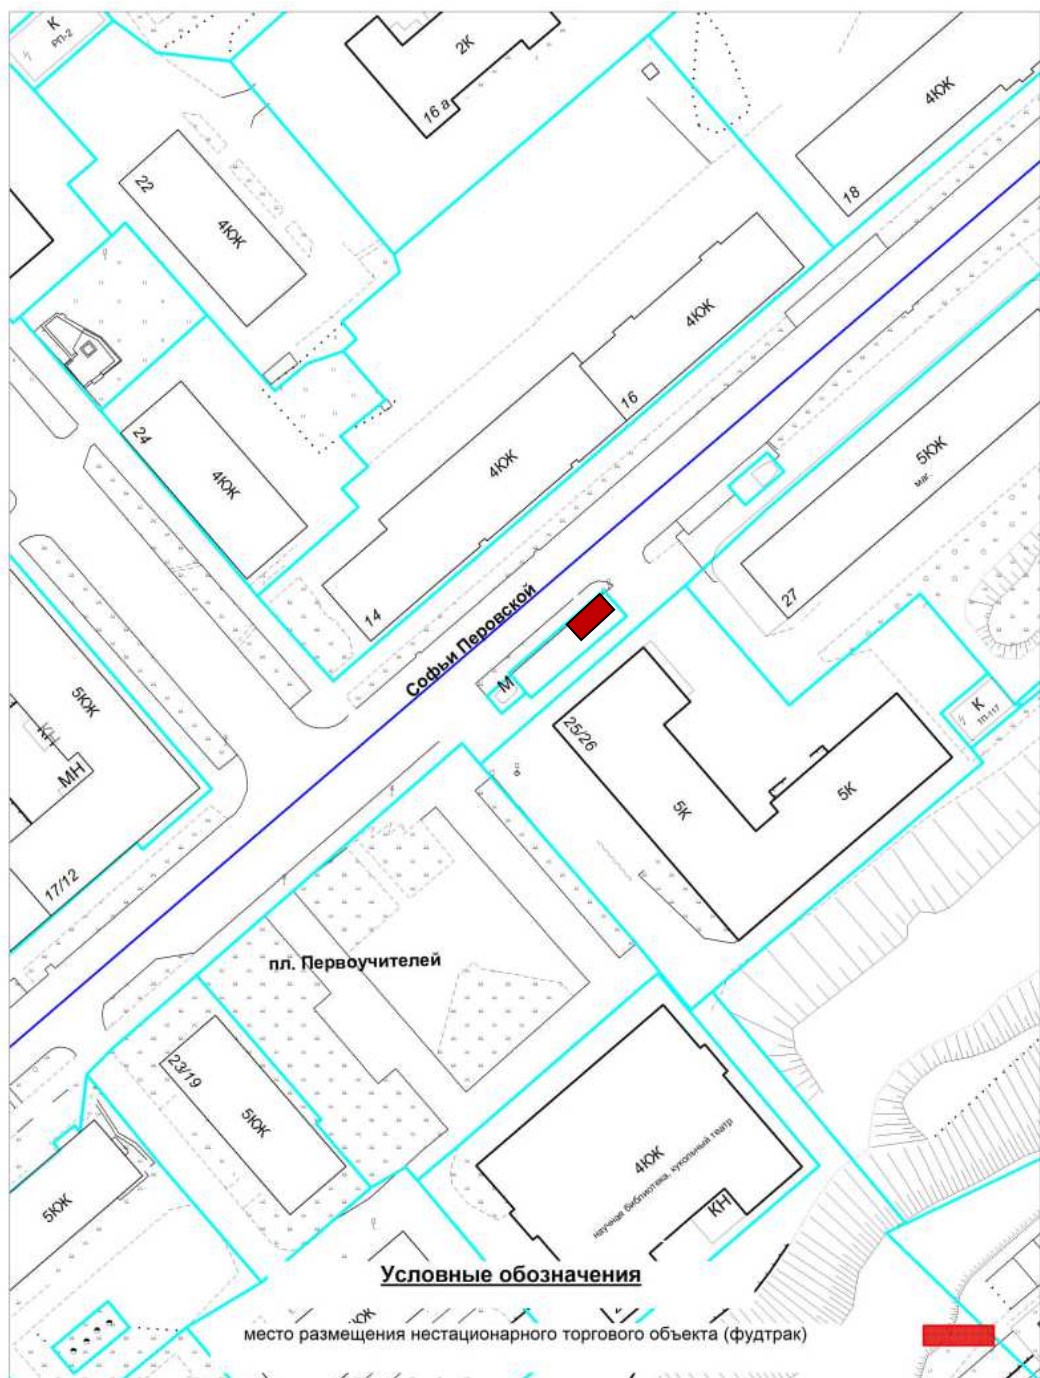 К
РП-2
2К
16 а
4КЖ
18
22
4КЖ
4КЖ
16
24
4КЖ
4КЖ
5КЖ
маг.
27
14
Софьи Перовской
М
5КЖ
КН
МН
25/26
К
ТП-117
5К
5К
17/12
пл. Первоучителей
23/19
5КЖ
4КЖ
научная библиотека, кукольный театр
КН
5КЖ
Условные обозначения
место размещения нестационарного торгового объекта (фудтрак)